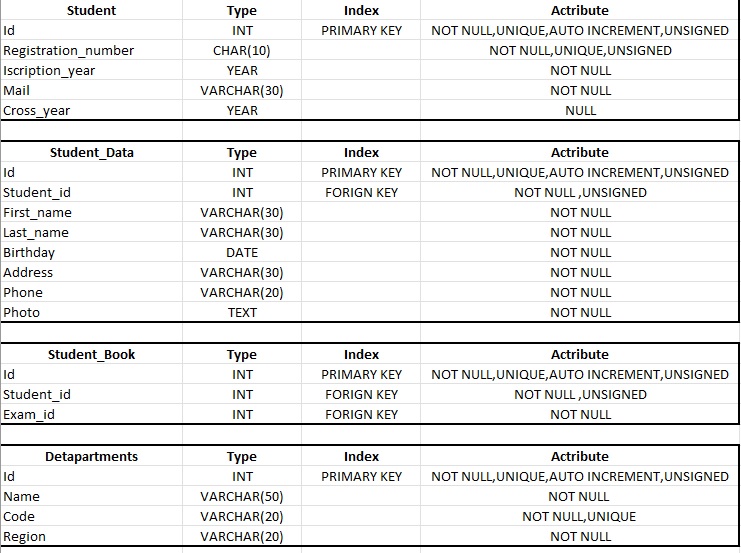 Student Type Index Actribute
Id INT PRIMARY KEY NOT NULL,UNIQUE,AUTO INCREMENT,UNSIGNED
Registration_number CHAR(10) NOT NULL,UNIQUE,UNSIGNED
Iscription_year YEAR NOT NULL
Mail VARCHAR(30) NOT NULL
Cross_year YEAR NULL
Student_Data Type Index Actribute
Id INT PRIMARY KEY NOT NULL,UNIQUE,AUTO INCREMENT,UNSIGNED
Student_id INT FORIGN KEY NOT NULL ,UNSIGNED
First_name VARCHAR(30) NOT NULL
Last_name VARCHAR(30) NOT NULL
Birthday DATE NOT NULL
Address VARCHAR(30) NOT NULL
Phone VARCHAR(20) NOT NULL
Photo TEXT NOT NULL
Student_Book Type Index Actribute
Id INT PRIMARY KEY NOT NULL,UNIQUE,AUTO INCREMENT,UNSIGNED
Student_id INT FORIGN KEY NOT NULL ,UNSIGNED
Exam_id INT FORIGN KEY NOT NULL
Detapartments Type Index Actribute
Id INT PRIMARY KEY NOT NULL,UNIQUE,AUTO INCREMENT,UNSIGNED
Name VARCHAR(50) NOT NULL
Code VARCHAR(20) NOT NULL,UNIQUE
Region VARCHAR(20) NOT NULL